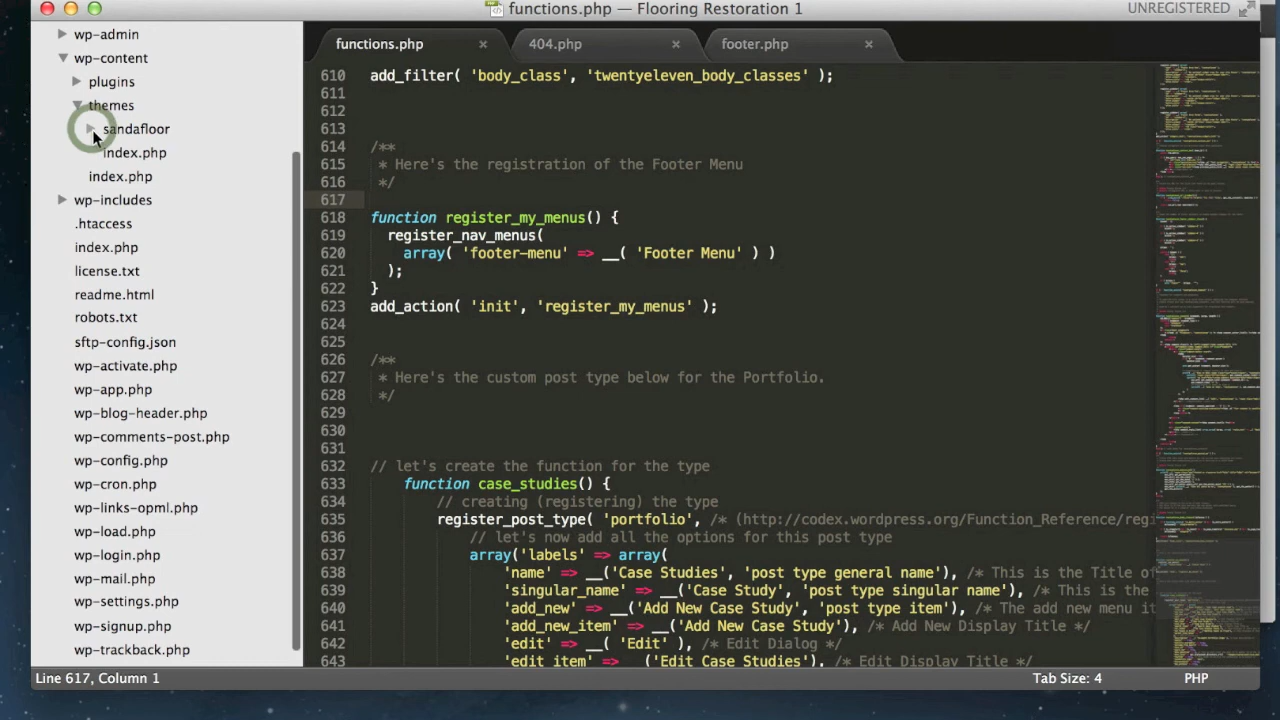 functions.php — Flooring Restoration 1
UNREGISTERED
wp-admin
wp-content
plugins
themes
sandafloor
index.php
index.php
wp-includes
.htaccess
index.php
license.txt
readme.html
robots.txt
sftp-config.json
wp-activate.php
wp-app.php
wp-blog-header.php
wp-comments-post.php
wp-config.php
wp-cron.php
wp-links-opml.php
wp-load.php
wp-login.php
wp-mail.php
wp-settings.php
wp-signup.php
wp-trackback.php
functions.php × 404.php × footer.php ×
610 add_filter( 'body_class', 'twentyeleven_body_classes' );
611
612
613
614 /**
615 * Here's the registration of the Footer Menu
616 */
617
618 function register_my_menus() {
619 register_nav_menus(
620 array( 'footer-menu' => __( 'Footer Menu' ) )
621 );
622 }
623 add_action( 'init', 'register_my_menus' );
624
625
626 /**
627 * Here's the custom post type below for the Portfolio.
628 */
629
630
631
632 // let's create the function for the type
633 function case_studies() {
634 // creating (registering) the type
635 register_post_type( 'portfolio', /* (http://codex.wordpress.org/Function_Reference/regi
636 // let's now add all the options for this post type
637 array('labels' => array(
638 'name' => __('Case Studies', 'post type general name'), /* This is the Title of
639 'singular_name' => __('Case Study', 'post type singular name'), /* This is the
640 'add_new' => __('Add New Case Study', 'post type item'), /* The add new menu i
641 'add_new_item' => __('Add New Case Study'), /* Add New Display Title */
642 'edit' => __( 'Edit' ), /* Edit Dialog */
643 'edit_item' => __('Edit Case Studies'), /* Edit Display Title */
Line 617, Column 1
Tab Size: 4
PHP